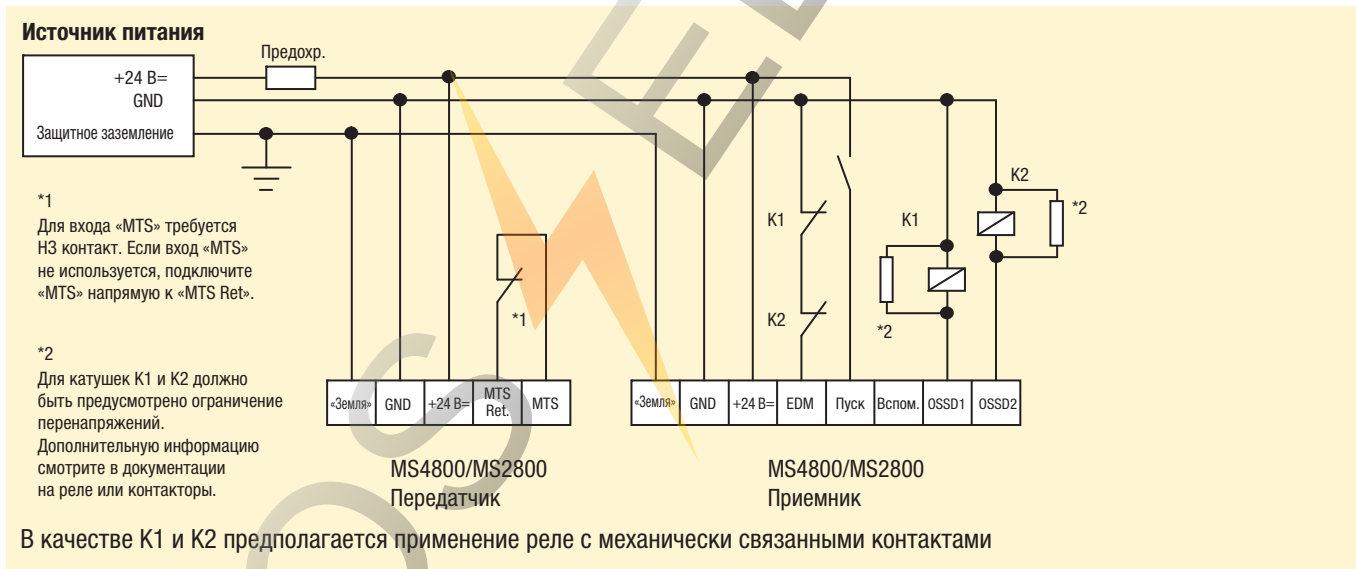 Источник питания
Предохр.
+24 В=
GND
Защитное заземление
*1
Для входа «MTS» требуется
НЗ контакт. Если вход «MTS»
не используется, подключите
«MTS» напрямую к «MTS Ret».
*2
Для катушек K1 и K2 должно
быть предусмотрено ограничение
перенапряжений.
Дополнительную информацию
смотрите в документации
на реле или контакторы.
*1
K1
K2
K1
*2
K2
*2
«Земля» GND +24 В= MTS Ret. MTS
«Земля» GND +24 В= EDM Пуск Вспом. OSSD1 OSSD2
MS4800/MS2800
Передатчик
MS4800/MS2800
Приемник
В качестве K1 и K2 предполагается применение реле с механически связанными контактами